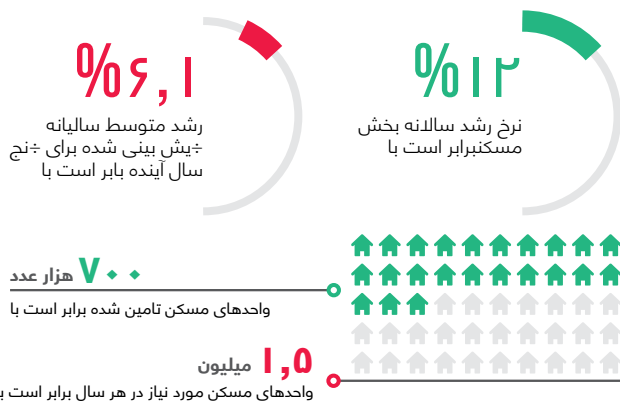 %۱۲
نرخ رشد سالانه بخش
مسکنبرابر است با
%۶,۱
رشد متوسط سالیانه
÷یش بینی شده برای ÷نج
سال آینده بابر است با
۷۰۰ هزار عدد
واحدهای مسکن تامین شده برابر است با
۱,۵ میلیون
واحدهای مسکن مورد نیاز در هر سال برابر است ب